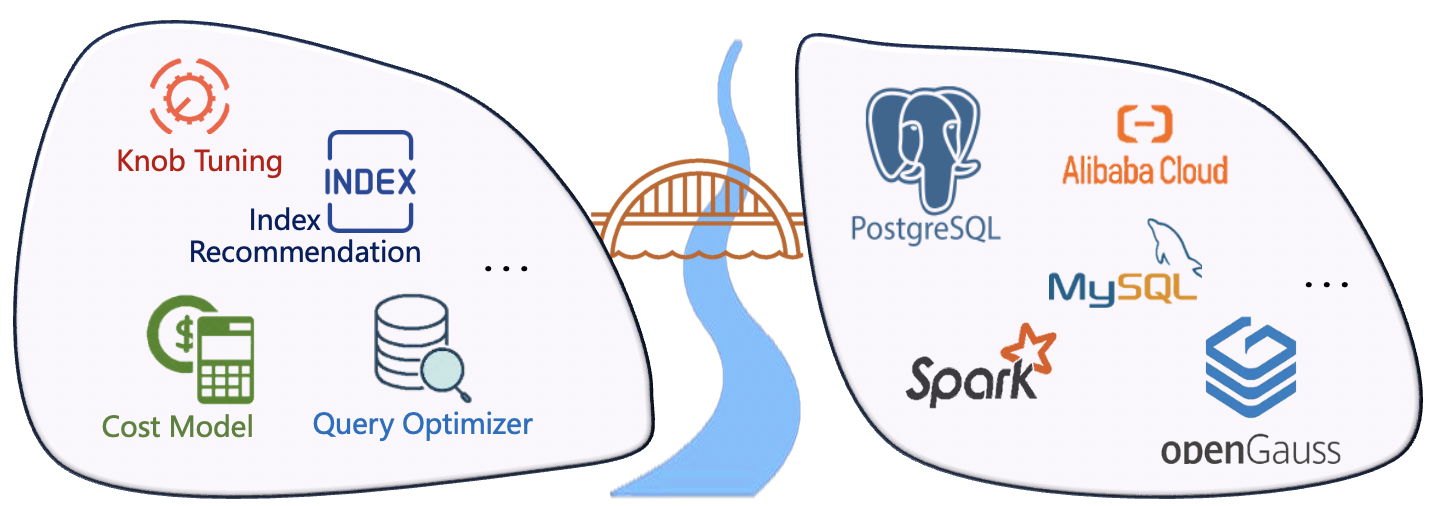 Knob Tuning
INDEX
Index
Recommendation
...
$
Cost Model
Query Optimizer
PostgreSQL
[-]
Alibaba Cloud
MySQL
...
Spark
openGauss